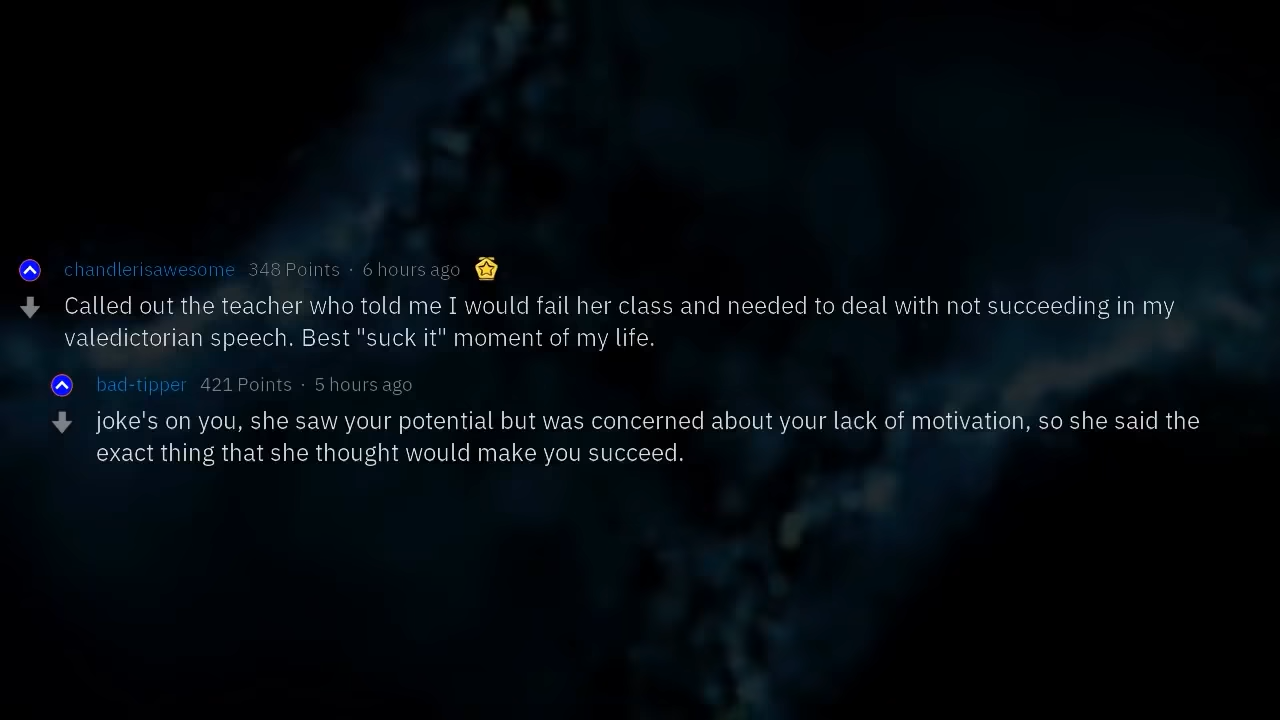 chandlerisawesome 348 Points · 6 hours ago
Called out the teacher who told me I would fail her class and needed to deal with not succeeding in my
valedictorian speech. Best "suck it" moment of my life.
bad-tipper 421 Points · 5 hours ago
joke's on you, she saw your potential but was concerned about your lack of motivation, so she said the
exact thing that she thought would make you succeed.